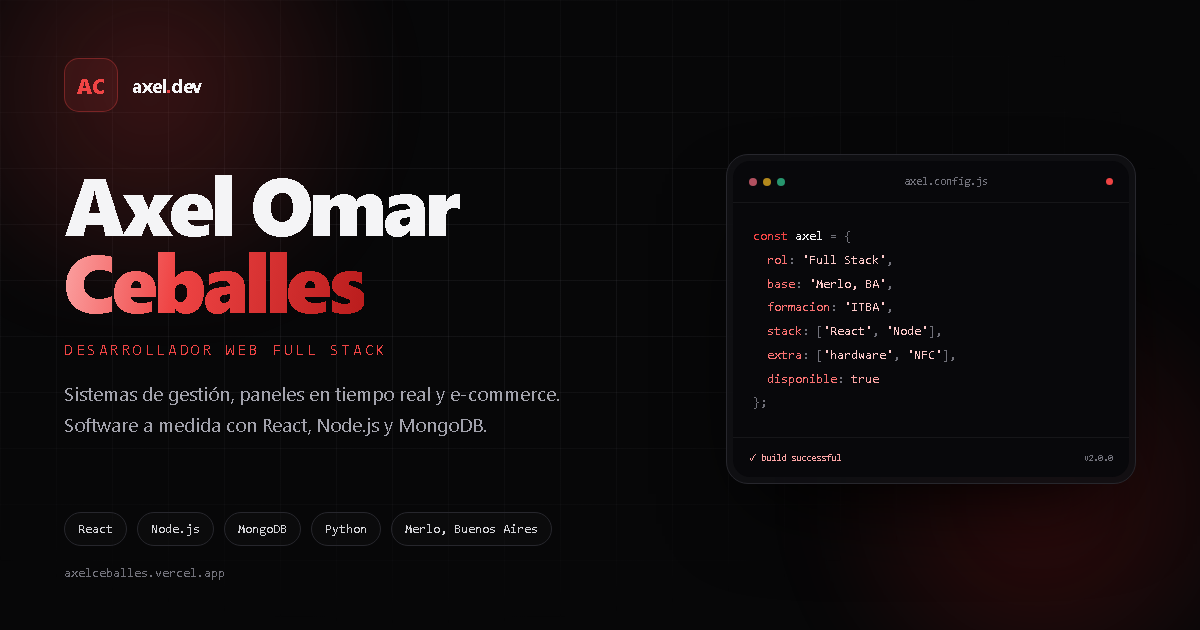 AC
axel.dev
Axel Omar
Ceballes
DESARROLLADOR WEB FULL STACK
Sistemas de gestión, paneles en tiempo real y e-commerce.
Software a medida con React, Node.js y MongoDB.
React
Node.js
MongoDB
Python
Merlo, Buenos Aires
axelceballes.vercel.app
axel.config.js
const axel = {
rol: 'Full Stack',
base: 'Merlo, BA',
formacion: 'ITBA',
stack: ['React', 'Node'],
extra: ['hardware', 'NFC'],
disponible: true
};
✓ build successful
v2.0.0